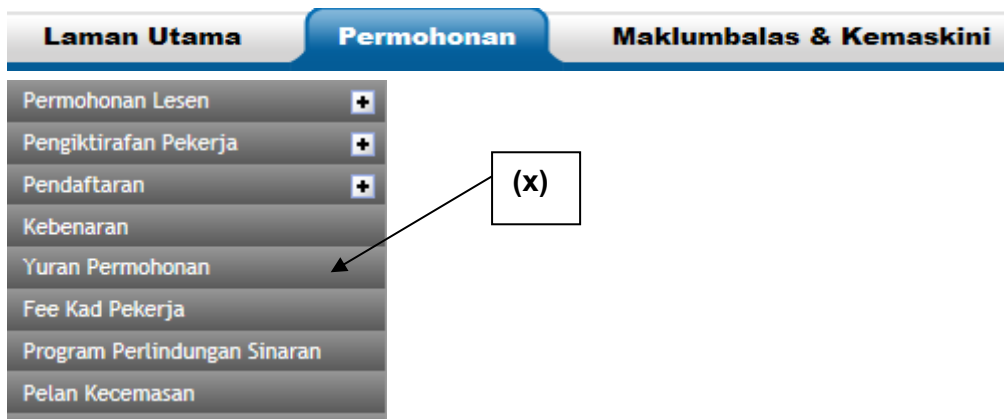 Laman Utama Permohonan Maklumbalas & Kemaskini
Permohonan Lesen
Pengiktirafan Pekerja
Pendaftaran
(x)
Kebenaran
Yuran Permohonan
Fee Kad Pekerja
Program Perlindungan Sinaran
Pelan Kecemasan